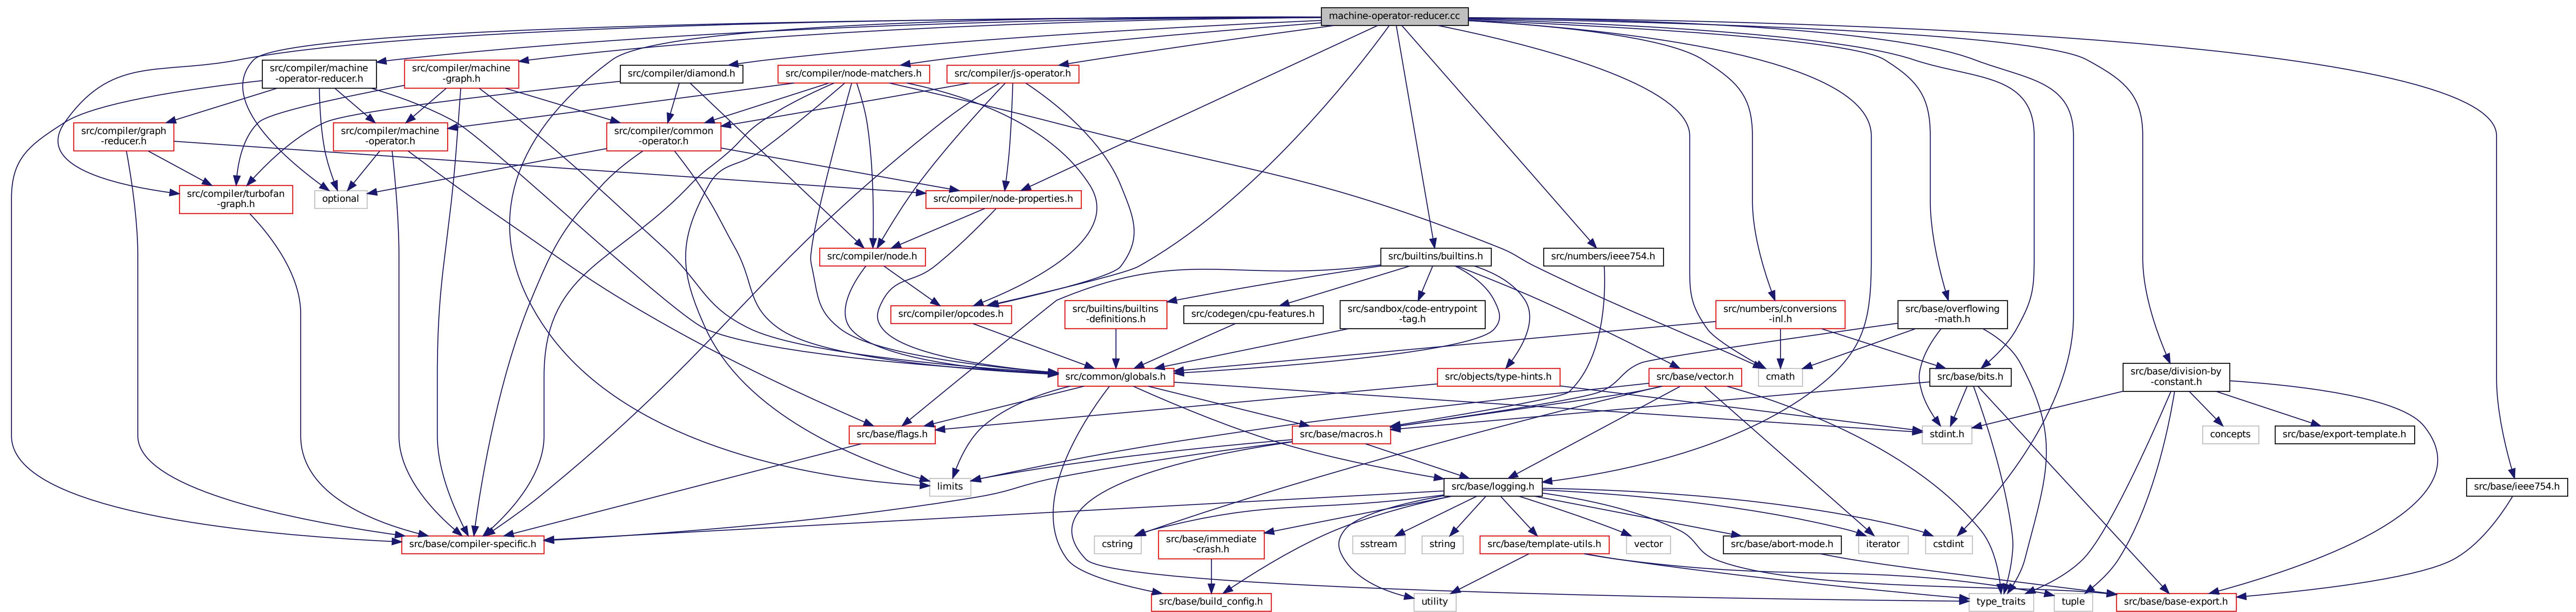 machine-operator-reducer.cc
src/compiler/machine
-operator-reducer.h
src/compiler/machine
-graph.h
src/compiler/diamond.h
src/compiler/node-matchers.h
src/compiler/js-operator.h
src/compiler/graph
-reducer.h
src/compiler/machine
-operator.h
src/compiler/common
-operator.h
src/compiler/turbofan
-graph.h
optional
src/compiler/node-properties.h
src/compiler/node.h
src/builtins/builtins.h
src/numbers/ieee754.h
src/compiler/opcodes.h
src/builtins/builtins
-definitions.h
src/codegen/cpu-features.h
src/sandbox/code-entrypoint
-tag.h
src/numbers/conversions
-inl.h
src/base/overflowing
-math.h
src/common/globals.h
src/objects/type-hints.h
src/base/vector.h
cmath
src/base/bits.h
src/base/division-by
-constant.h
src/base/flags.h
src/base/macros.h
stdint.h
concepts
src/base/export-template.h
limits
src/base/logging.h
src/base/ieee754.h
src/base/compiler-specific.h
cstring
src/base/immediate
-crash.h
sstream
string
src/base/template-utils.h
vector
src/base/abort-mode.h
iterator
cstdint
src/base/build_config.h
utility
type_traits
tuple
src/base/base-export.h